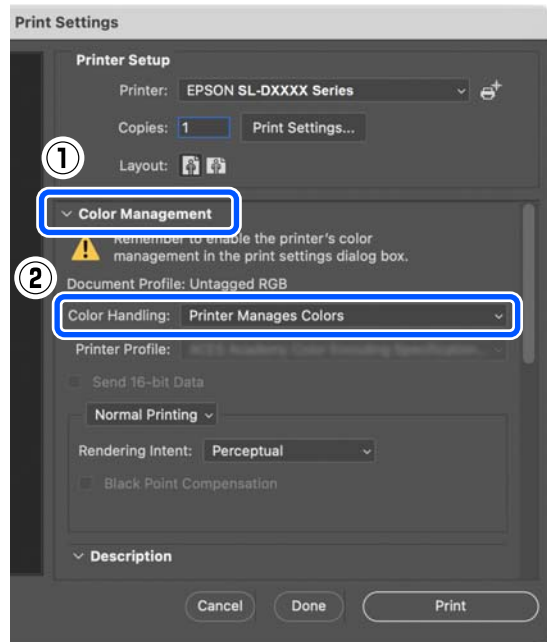 Print Settings
Printer Setup
Printer: EPSON SL-DXXXX Series
Copies: 1 Print Settings...
①
Layout:
Color Management
Remember to enable the printer's color
management in the print settings dialog box.
②
Document Profile: Untagged RGB
Color Handling: Printer Manages Colors
Printer Profile:
Send 16-bit Data
Normal Printing
Rendering Intent: Perceptual
Black Point Compensation
Description
Cancel Done Print